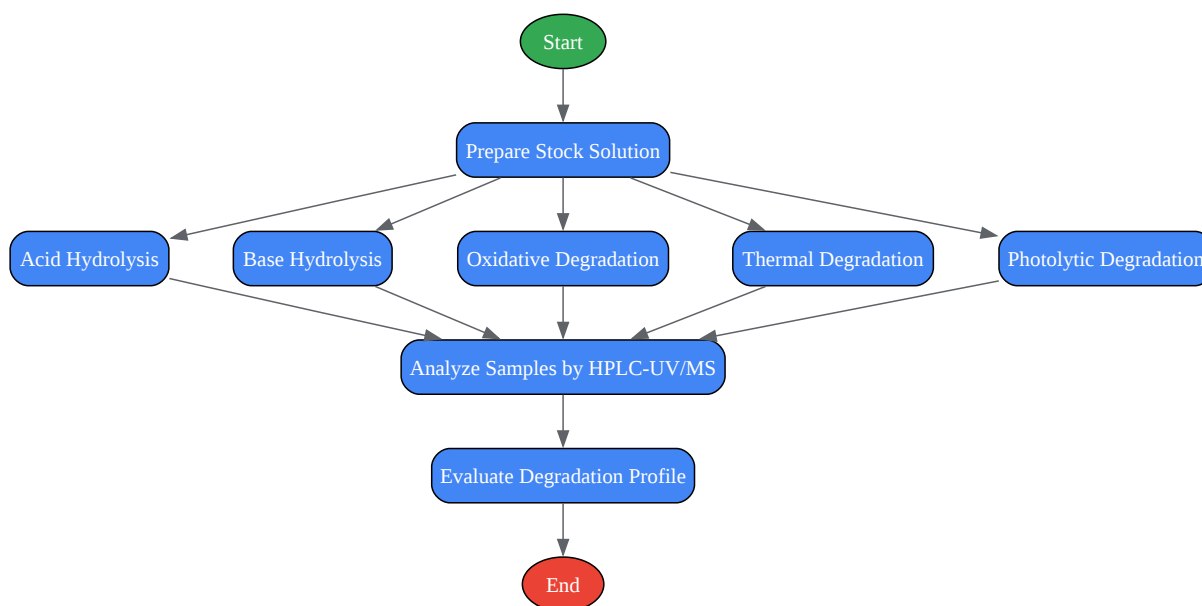 Start
Prepare Stock Solution
Acid Hydrolysis
Base Hydrolysis
Oxidative Degradation
Thermal Degradation
Photolytic Degradation
Analyze Samples by HPLC-UV/MS
Evaluate Degradation Profile
End